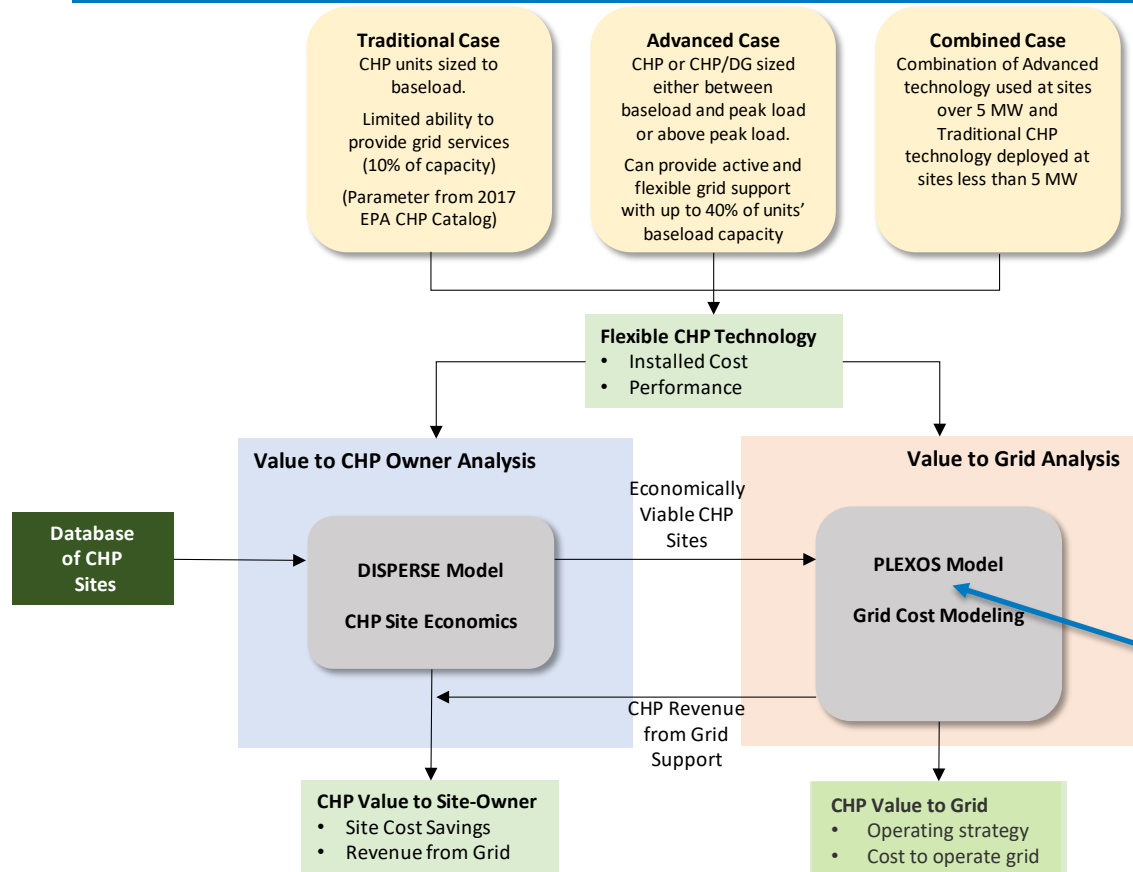 Traditional Case
CHP units sized to
baseload.
Limited ability to
provide grid services
(10% of capacity)
(Parameter from 2017
EPA CHP Catalog)
Advanced Case
CHP or CHP/DG sized
either between
baseload and peak load
or above peak load.
Can provide active and
flexible grid support
with up to 40% of units’
baseload capacity
Combined Case
Combination of Advanced
technology used at sites
over 5 MW and
Traditional CHP
technology deployed at
sites less than 5 MW
Flexible CHP Technology
• Installed Cost
• Performance
Value to CHP Owner Analysis
Value to Grid Analysis
Database
of CHP
Sites
DISPERSE Model
CHP Site Economics
Economically
Viable CHP
Sites
PLEXOS Model
Grid Cost Modeling
CHP Revenue
from Grid
Support
CHP Value to Site-Owner
• Site Cost Savings
• Revenue from Grid
CHP Value to Grid
• Operating strategy
• Cost to operate grid